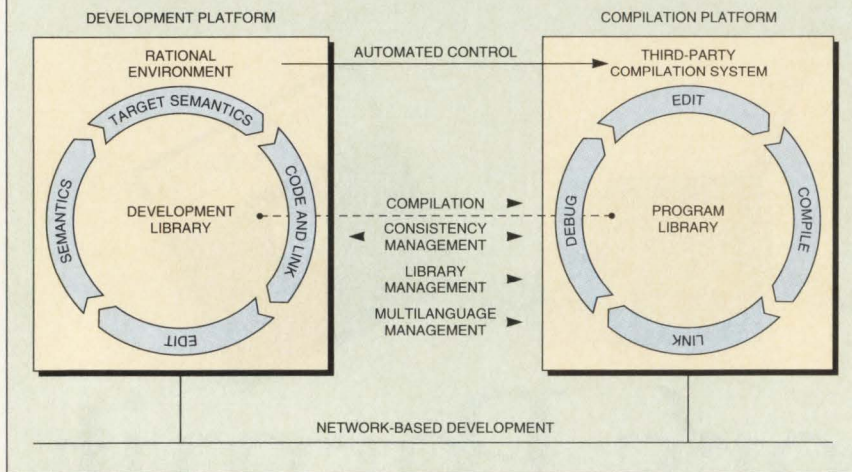 DEVELOPMENT PLATFORM
COMPILATION PLATFORM
RATIONAL
ENVIRONMENT
AUTOMATED CONTROL
THIRD-PARTY
COMPILATION SYSTEM
TARGET SEMANTICS
CODE AND LINK
EDIT
SEMANTICS
DEVELOPMENT
LIBRARY
COMPILATION
CONSISTENCY
MANAGEMENT
LIBRARY
MANAGEMENT
MULTILANGUAGE
MANAGEMENT
EDIT
COMPILE
LINK
DEBUG
PROGRAM
LIBRARY
NETWORK-BASED DEVELOPMENT